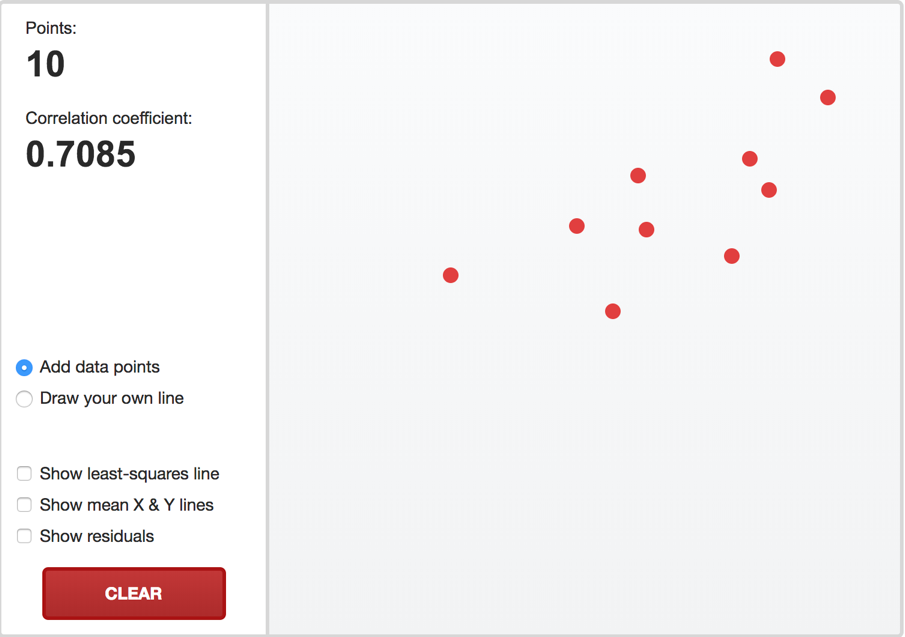 Points:
10
Correlation coefficient:
0.7085
Add data points
Draw your own line
Show least-squares line
Show mean X & Y lines
Show residuals
CLEAR